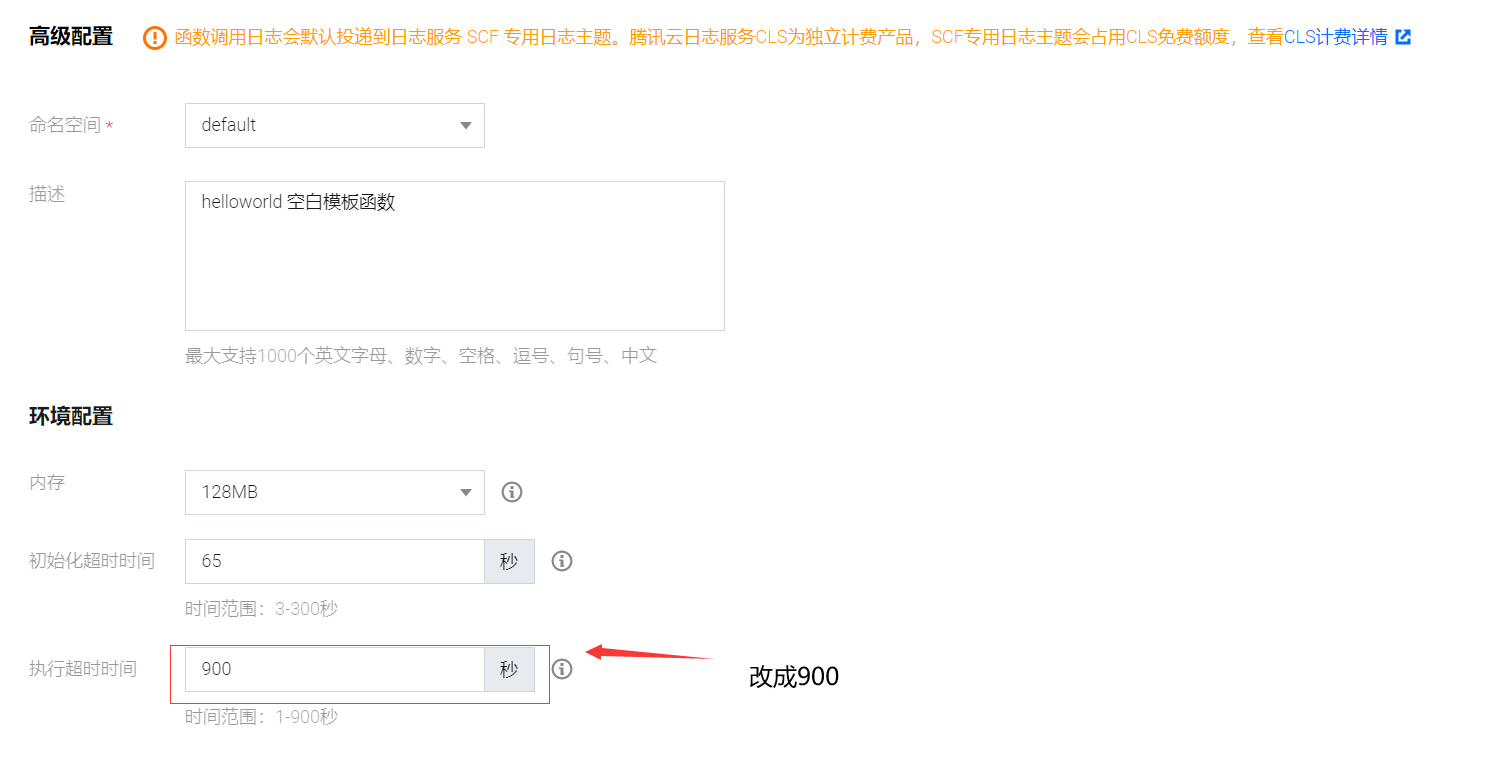 高级配置 函数调用日志会默认投递到日志服务 SCF 专用日志主题。腾讯云日志服务CLS为独立计费产品，SCF专用日志主题会占用CLS免费额度，查看CLS计费详情
命名空间 * default
描述 helloworld 空白模板函数
最大支持1000个英文字母、数字、空格、逗号、句号、中文
环境配置
内存 128MB
初始化超时时间 65 秒
时间范围：3-300秒
执行超时时间 900 秒 改成900
时间范围：1-900秒